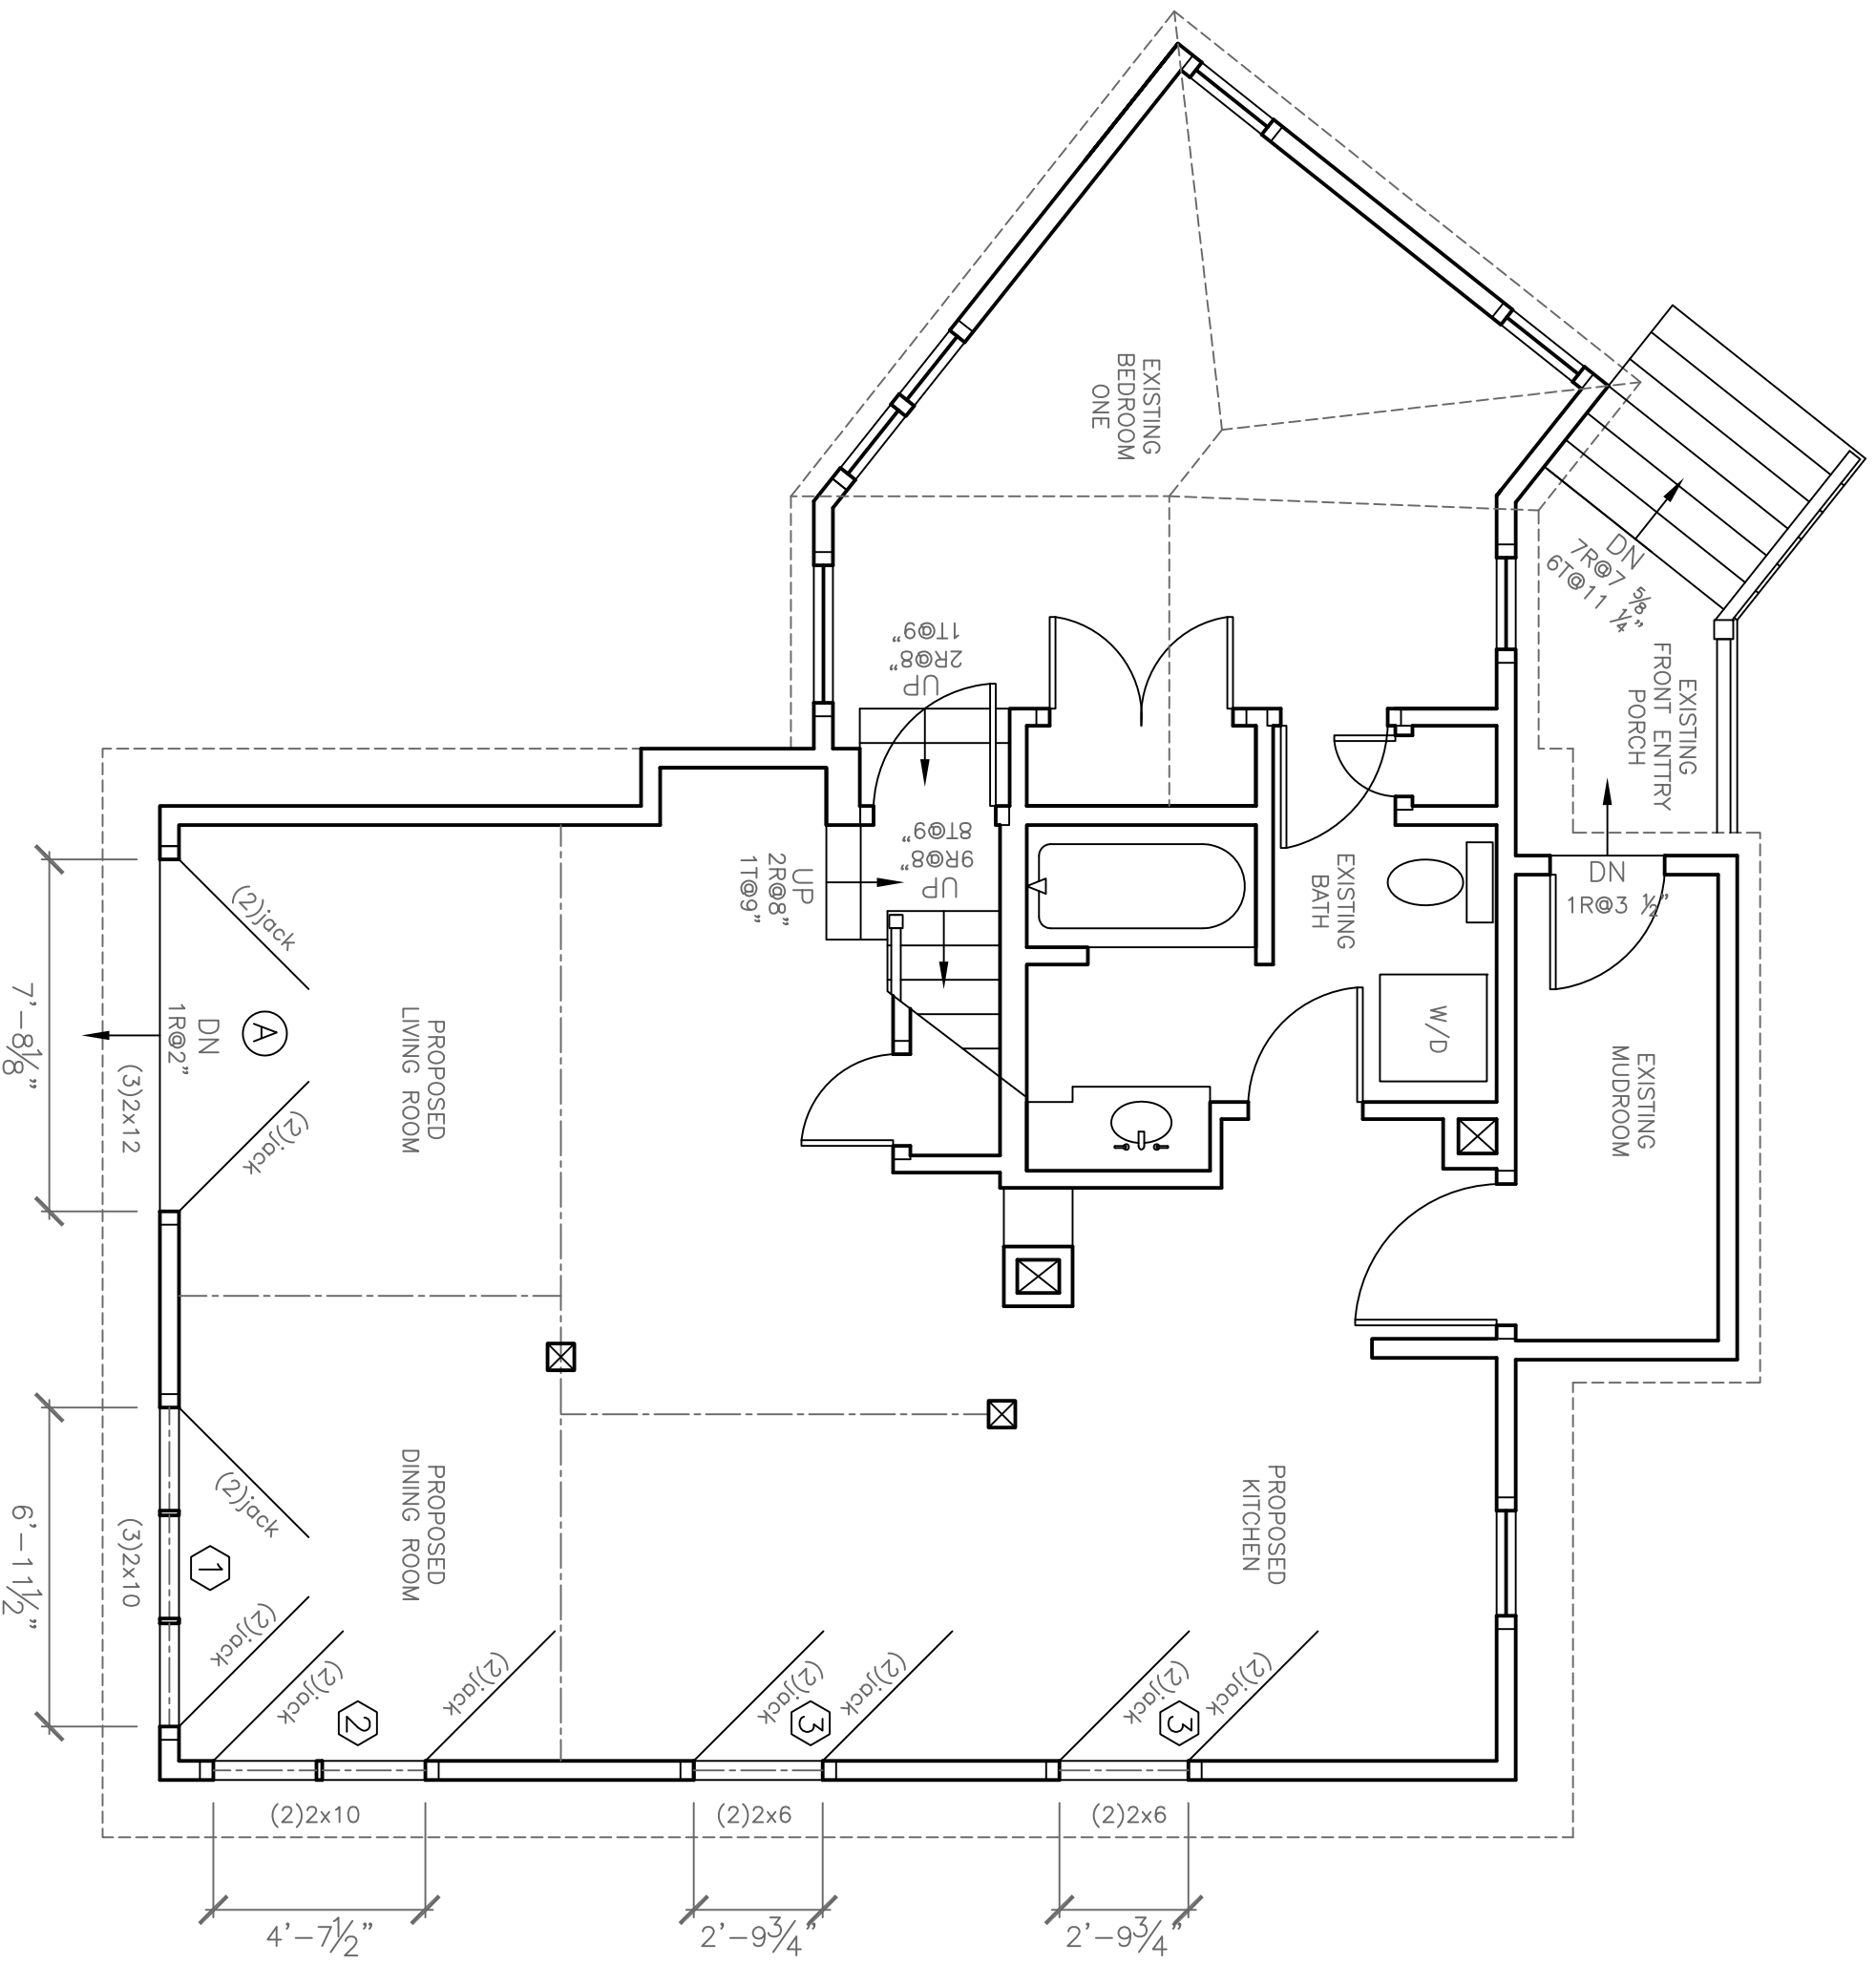 EXISTING
BEDROOM
ONE
DN
7R@7 5/8"
6T@11 1/4"
EXISTING
FRONT ENTTRY
PORCH
UP
2R@8"
1T@9"
UP
9R@8"
8T@9"
UP
2R@8"
1T@9"
EXISTING
BATH
DN
1R@3 1/2"
W/D
EXISTING
MUDROOM
PROPOSED
LIVING ROOM
(2)jack
(2)jack
A
DN
1R@2"
(3)2x12
7'-8 1/8"
PROPOSED
DINING ROOM
PROPOSED
KITCHEN
(2)jack
(2)jack
1
(3)2x10
6'-1 1/2"
(2)jack
(2)jack
2
(2)jack
(2)jack
3
(2)jack
(2)jack
3
(2)2x10
(2)2x6
(2)2x6
4'-7 1/2"
2'-9 3/4"
2'-9 3/4"